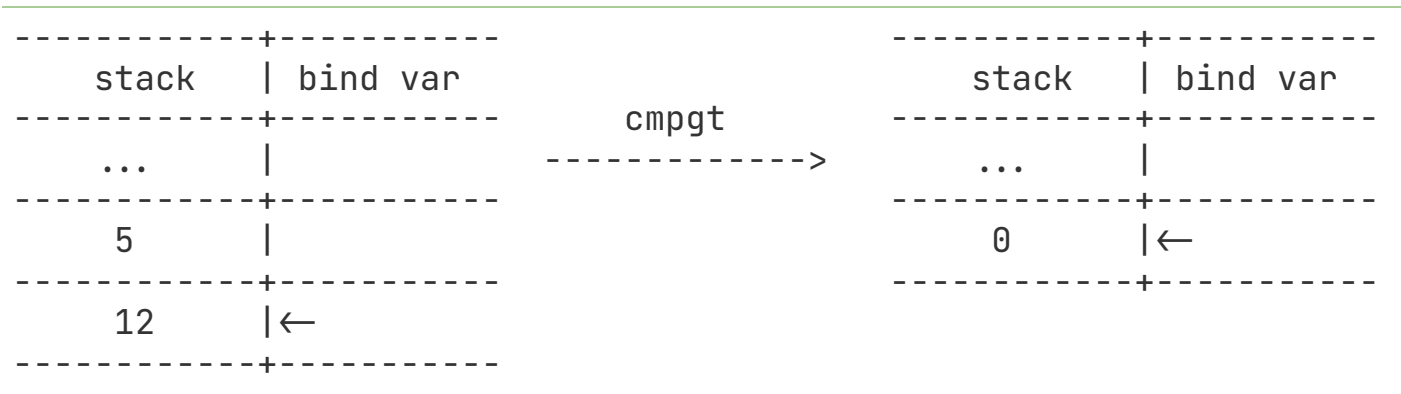 ------------+-----------                    ------------+-----------
    stack   | bind var                          stack   | bind var
------------+-----------      cmpgt         ------------+-----------
    ...     |              ------------->       ...     |
------------+-----------                    ------------+-----------
     5      |                                    0      |←
------------+-----------                    ------------+-----------
     12     |←
------------+-----------